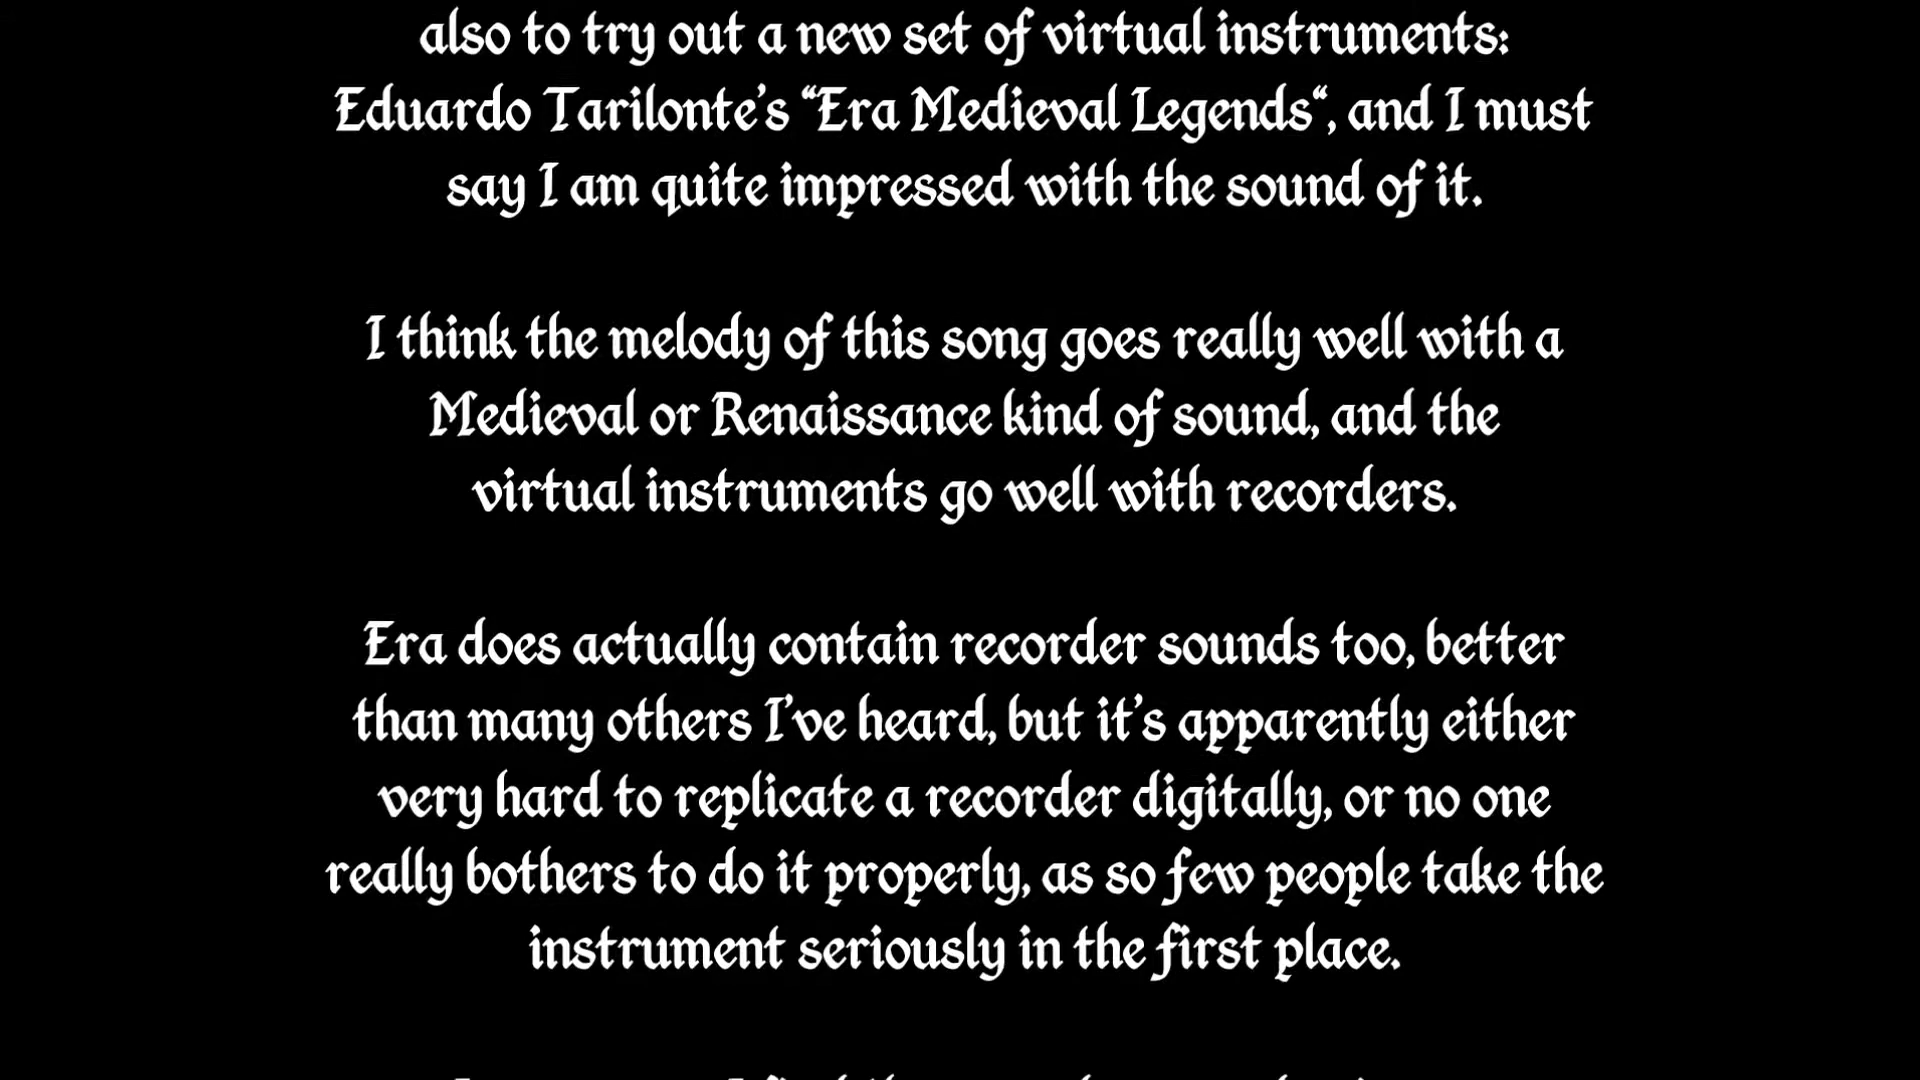 also to try out a new set of virtual instruments:
Eduardo Tarilonte’s “Era Medieval Legends“, and I must
say I am quite impressed with the sound of it.
I think the melody of this song goes really well with a
Medieval or Renaissance kind of sound, and the
virtual instruments go well with recorders.
Era does actually contain recorder sounds too, better
than many others I’ve heard, but it’s apparently either
very hard to replicate a recorder digitally, or no one
really bothers to do it properly, as so few people take the
instrument seriously in the first place.